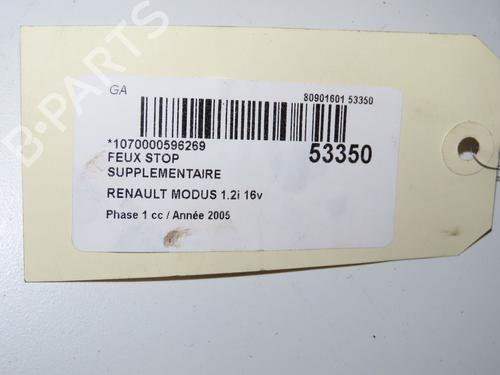 GA
80901601 53350
*1070000596269
53350
FEUX STOP
SUPPLEMENTAIRE
RENAULT MODUS 1.2i 16v
Phase 1 cc / Année 2005
B-PARTS